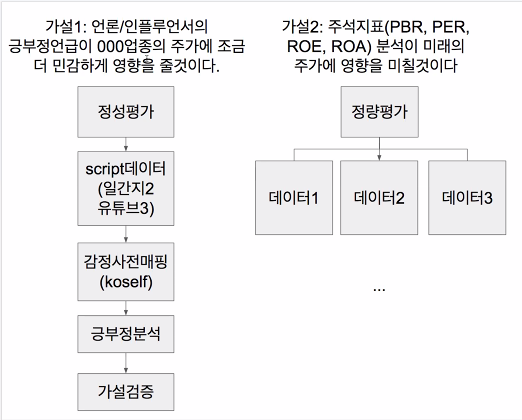 가설1: 언론/인플루언서의
긍부정언급이 000업종의 주가에 조금
더 민감하게 영향을 줄것이다.
정성평가
script데이터
(일간지2
유튜브3)
감정사전매핑
(koself)
긍부정분석
가설검증
가설2: 주석지표(PBR, PER,
ROE, ROA) 분석이 미래의
주가에 영향을 미칠것이다
정량평가
데이터1
데이터2
데이터3
...